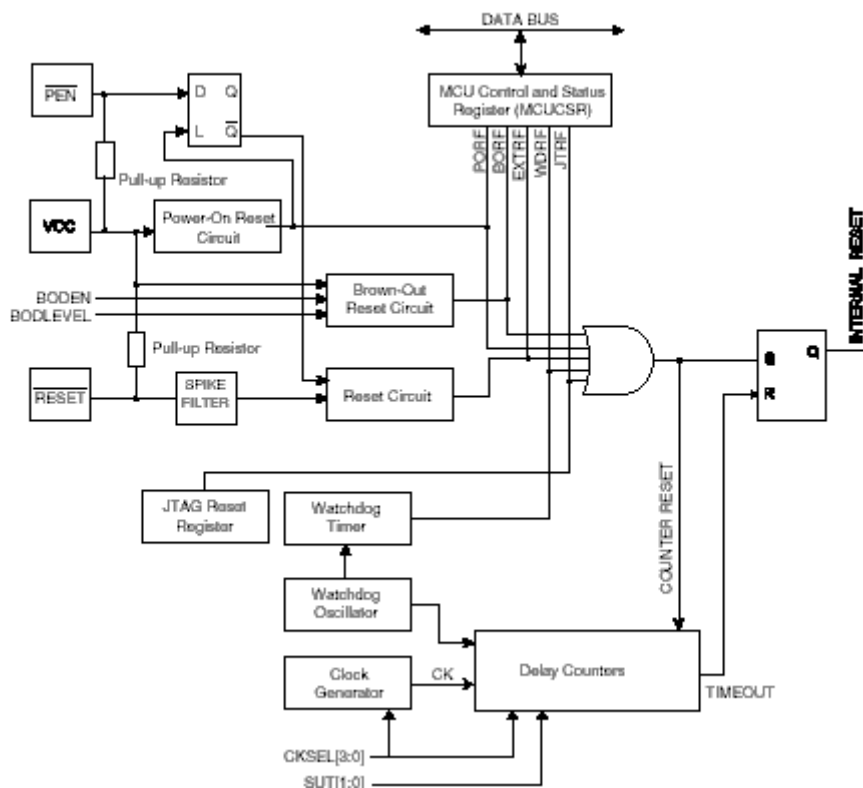 DATA BUS
PEN
D Q
L Q
MCU Control and Status
Register (MCUCSR)
PORF
BORF
EXTRF
WDRF
JTRF
Pull-up Resistor
VCC
Power-On Reset
Circuit
BODEN
BODLEVEL
Brown-Out
Reset Circuit
Pull-up Resistor
RESET
SPIKE
FILTER
Reset Circuit
S Q
R
INTERNAL RESET
JTAG Reset
Register
Watchdog
Timer
COUNTER RESET
Watchdog
Oscillator
Clock
Generator
CK
Delay Counters
TIMEOUT
CKSEL[3:0]
SUT[1:0]